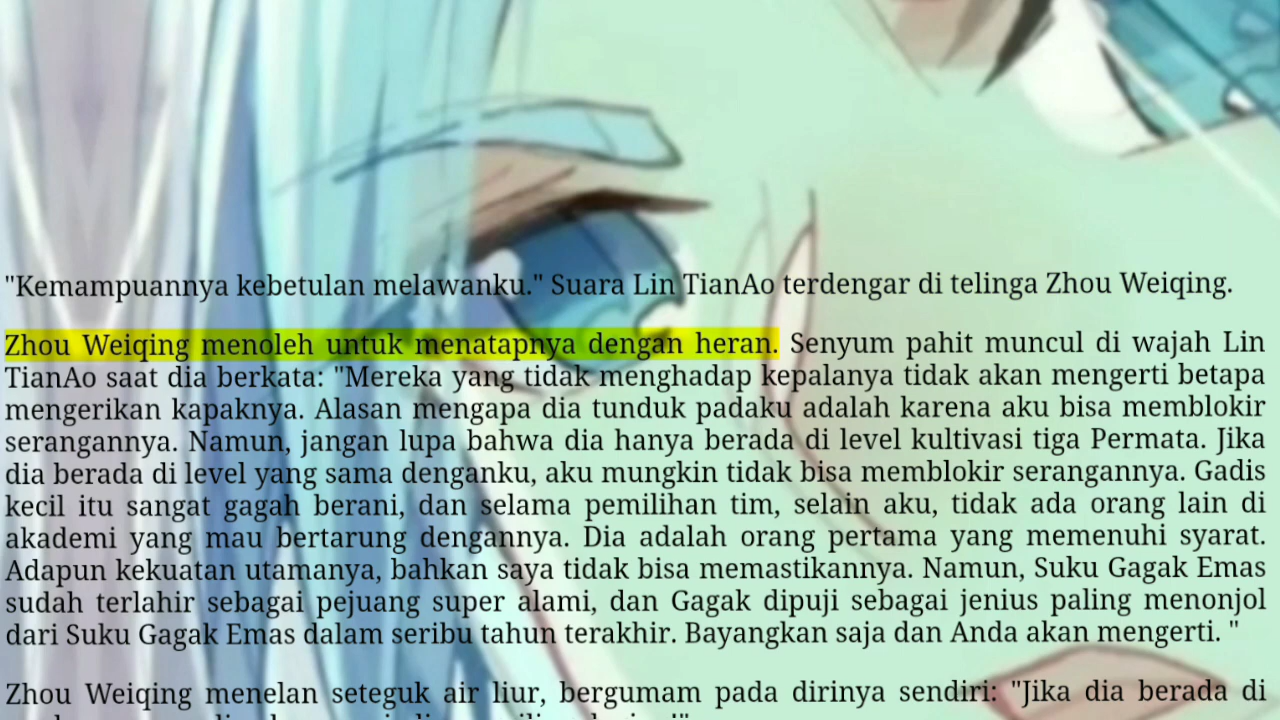 "Kemampuannya kebetulan melawanku." Suara Lin TianAo terdengar di telinga Zhou Weiqing.
Zhou Weiqing menoleh untuk menatapnya dengan heran. Senyum pahit muncul di wajah Lin
TianAo saat dia berkata: "Mereka yang tidak menghadap kepalanya tidak akan mengerti betapa
mengerikan kapaknya. Alasan mengapa dia tunduk padaku adalah karena aku bisa memblokir
serangannya. Namun, jangan lupa bahwa dia hanya berada di level kultivasi tiga Permata. Jika
dia berada di level yang sama denganku, aku mungkin tidak bisa memblokir serangannya. Gadis
kecil itu sangat gagah berani, dan selama pemilihan tim, selain aku, tidak ada orang lain di
akademi yang mau bertarung dengannya. Dia adalah orang pertama yang memenuhi syarat.
Adapun kekuatan utamanya, bahkan saya tidak bisa memastikannya. Namun, Suku Gagak Emas
sudah terlahir sebagai pejuang super alami, dan Gagak dipuji sebagai jenius paling menonjol
dari Suku Gagak Emas dalam seribu tahun terakhir. Bayangkan saja dan Anda akan mengerti. "
Zhou Weiqing menelan seteguk air liur, bergumam pada dirinya sendiri: "Jika dia berada di